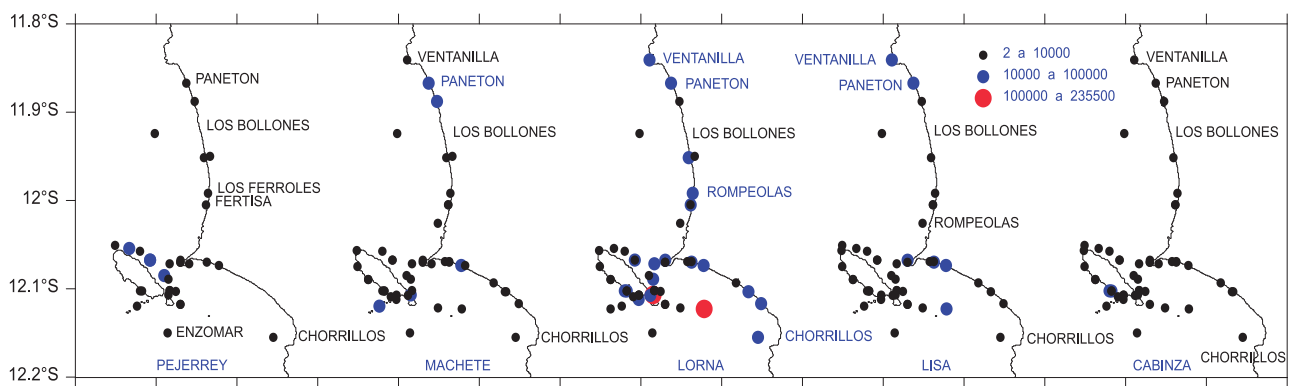 11.8°S
VENTANILLA
VENTANILLA
VENTANILLA
2 a 10000
VENTANILLA
PANETON
PANETON
PANETON
PANETON
10000 a 100000
PANETON
100000 a 235500
11.9°S
LOS BOLLONES
LOS BOLLONES
LOS BOLLONES
LOS BOLLONES
LOS BOLLONES
12°S
LOS FERROLES
FERTISA
ROMPEOLAS
ROMPEOLAS
12.1°S
ENZOMAR
CHORRILLOS
CHORRILLOS
CHORRILLOS
CHORRILLOS
CHORRILLOS
12.2°S
PEJERREY
MACHETE
LORNA
LISA
CABINZA